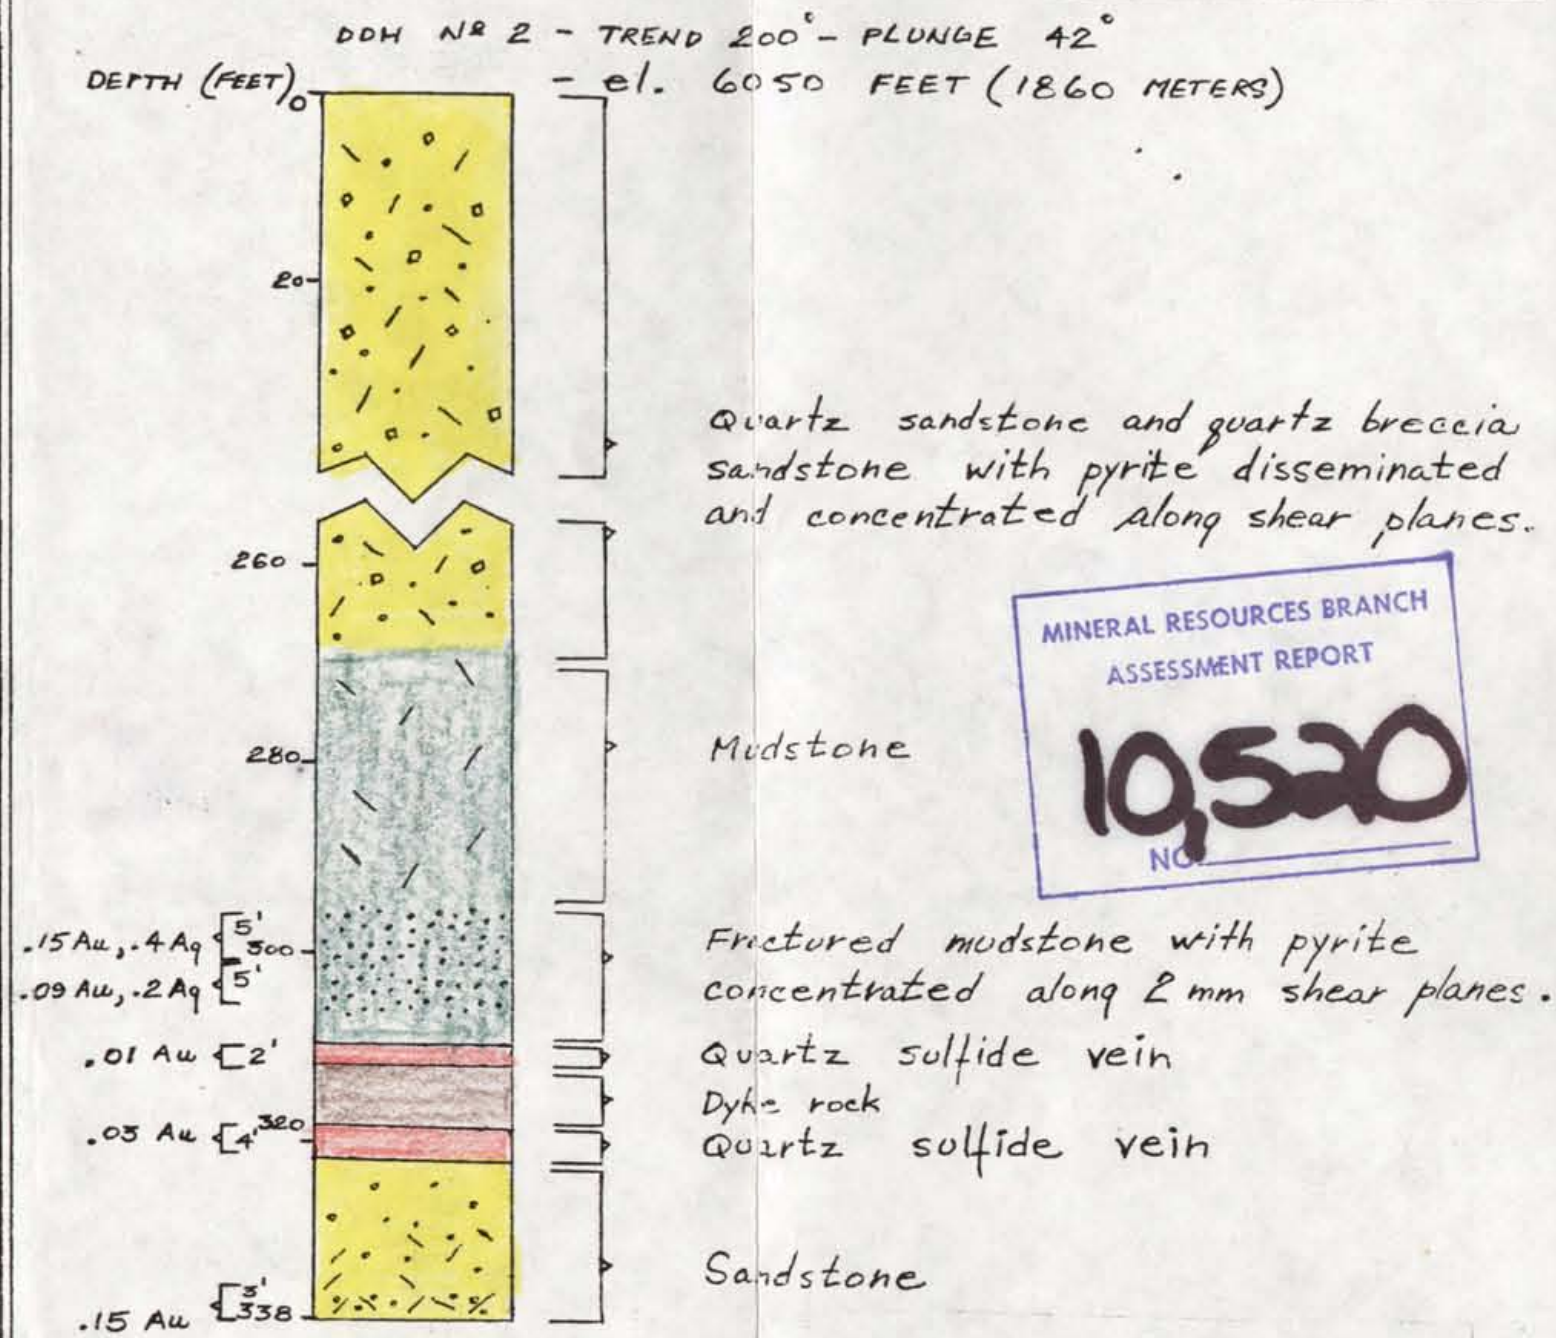 DDH Nº 2 - TREND 200° - PLUNGE 42°
DEPTH (FEET) - el. 6050 FEET (1860 METERS)
0
20
Quartz sandstone and quartz breccia
sandstone with pyrite disseminated
and concentrated along shear planes.
260
MINERAL RESOURCES BRANCH
ASSESSMENT REPORT
10,520
NO.
Mudstone
280
.15 Au, .4 Ag 5'
300
.09 Au, .2 Ag 5'
Fractured mudstone with pyrite
concentrated along 2 mm shear planes.
.01 Au 2' Quartz sulfide vein
Dyke rock
320
.03 Au 4' Quartz sulfide vein
Sandstone
3'
338
.15 Au